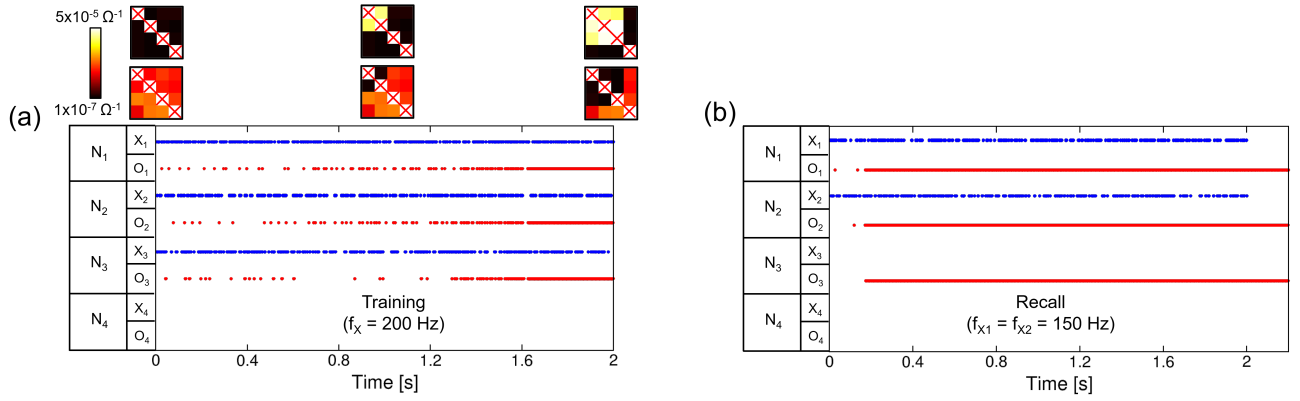 5x10⁻⁵ Ω⁻¹
1x10⁻⁷ Ω⁻¹
(a)
N₁
X₁
O₁
N₂
X₂
O₂
N₃
X₃
O₃
N₄
X₄
O₄
Training
(fₓ = 200 Hz)
0 0.4 0.8 1.2 1.6 2
Time [s]
(b)
N₁
X₁
O₁
N₂
X₂
O₂
N₃
X₃
O₃
N₄
X₄
O₄
Recall
(f_X1 = f_X2 = 150 Hz)
0 0.4 0.8 1.2 1.6 2
Time [s]